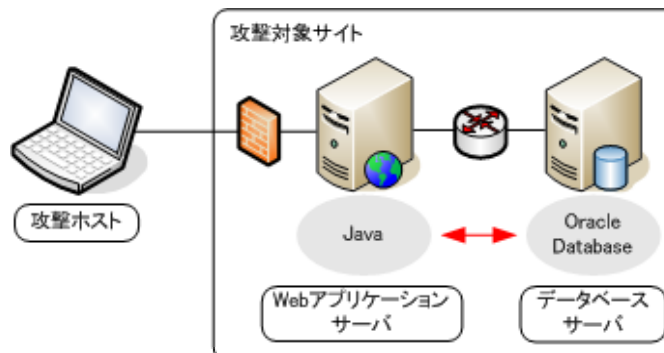 攻撃対象サイト
攻撃ホスト
Java
Oracle
Database
Webアプリケーション
サーバ
データベース
サーバ